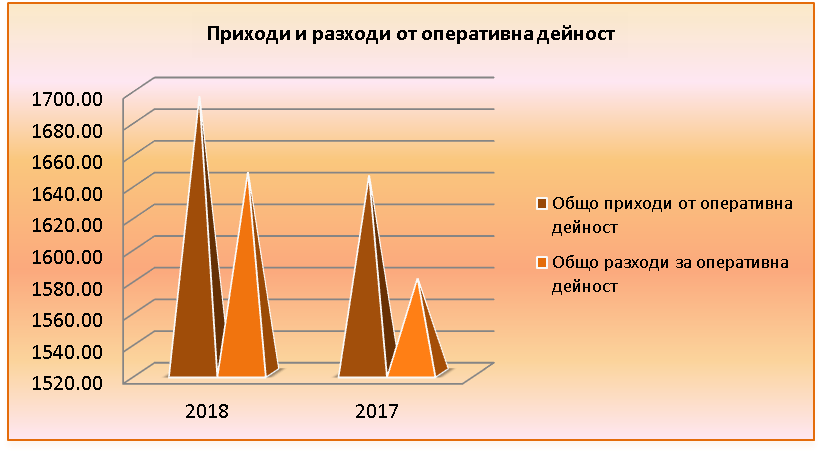 Приходи и разходи от оперативна дейност
1700.00
1680.00
1660.00
1640.00
1620.00
1600.00
1580.00
1560.00
1540.00
1520.00
2018 2017
Общо приходи от оперативна
дейност
Общо разходи за оперативна
дейност